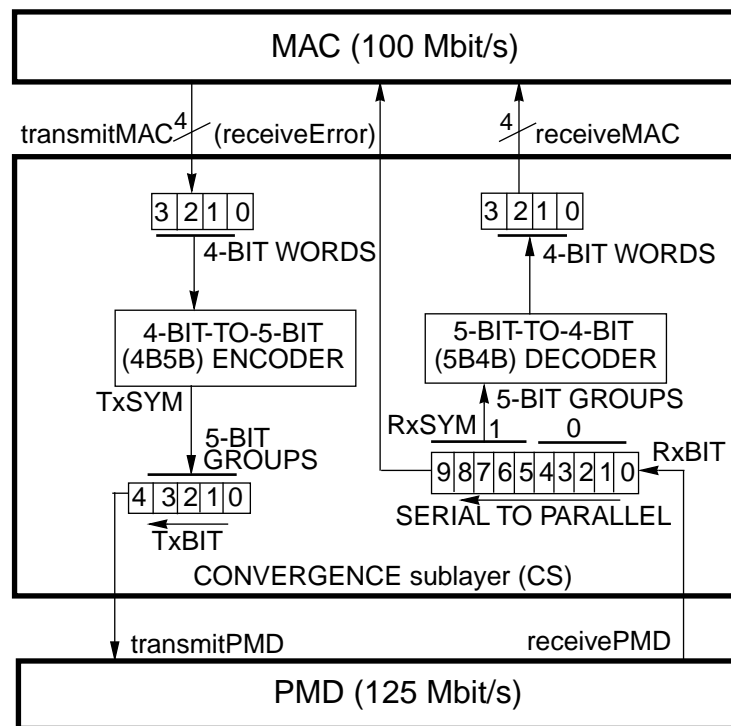 MAC (100 Mbit/s)
transmitMAC 4 (receiveError) 4 receiveMAC
3 2 1 0
3 2 1 0
4-BIT WORDS
4-BIT WORDS
4-BIT-TO-5-BIT
(4B5B) ENCODER
5-BIT-TO-4-BIT
(5B4B) DECODER
TxSYM
5-BIT GROUPS
RxSYM 1 0
5-BIT
GROUPS
RxBIT
9 8 7 6 5 4 3 2 1 0
4 3 2 1 0
SERIAL TO PARALLEL
TxBIT
CONVERGENCE sublayer (CS)
transmitPMD
receivePMD
PMD (125 Mbit/s)